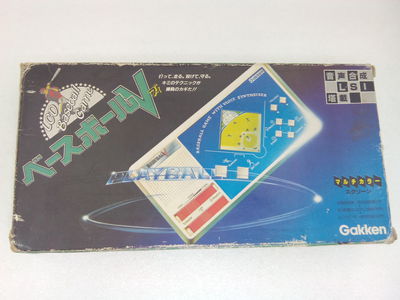 LCD
Special
Game
ベースボールV
打って、走る。投げて、守る。
キミのテクニックが
勝負のカギだ!!
音声合成
LSI
搭載
BASEBALL GAME WITH VOICE SYNTHESIZER
PLAYBALL
マルチカラー
スクリーン
Gakken